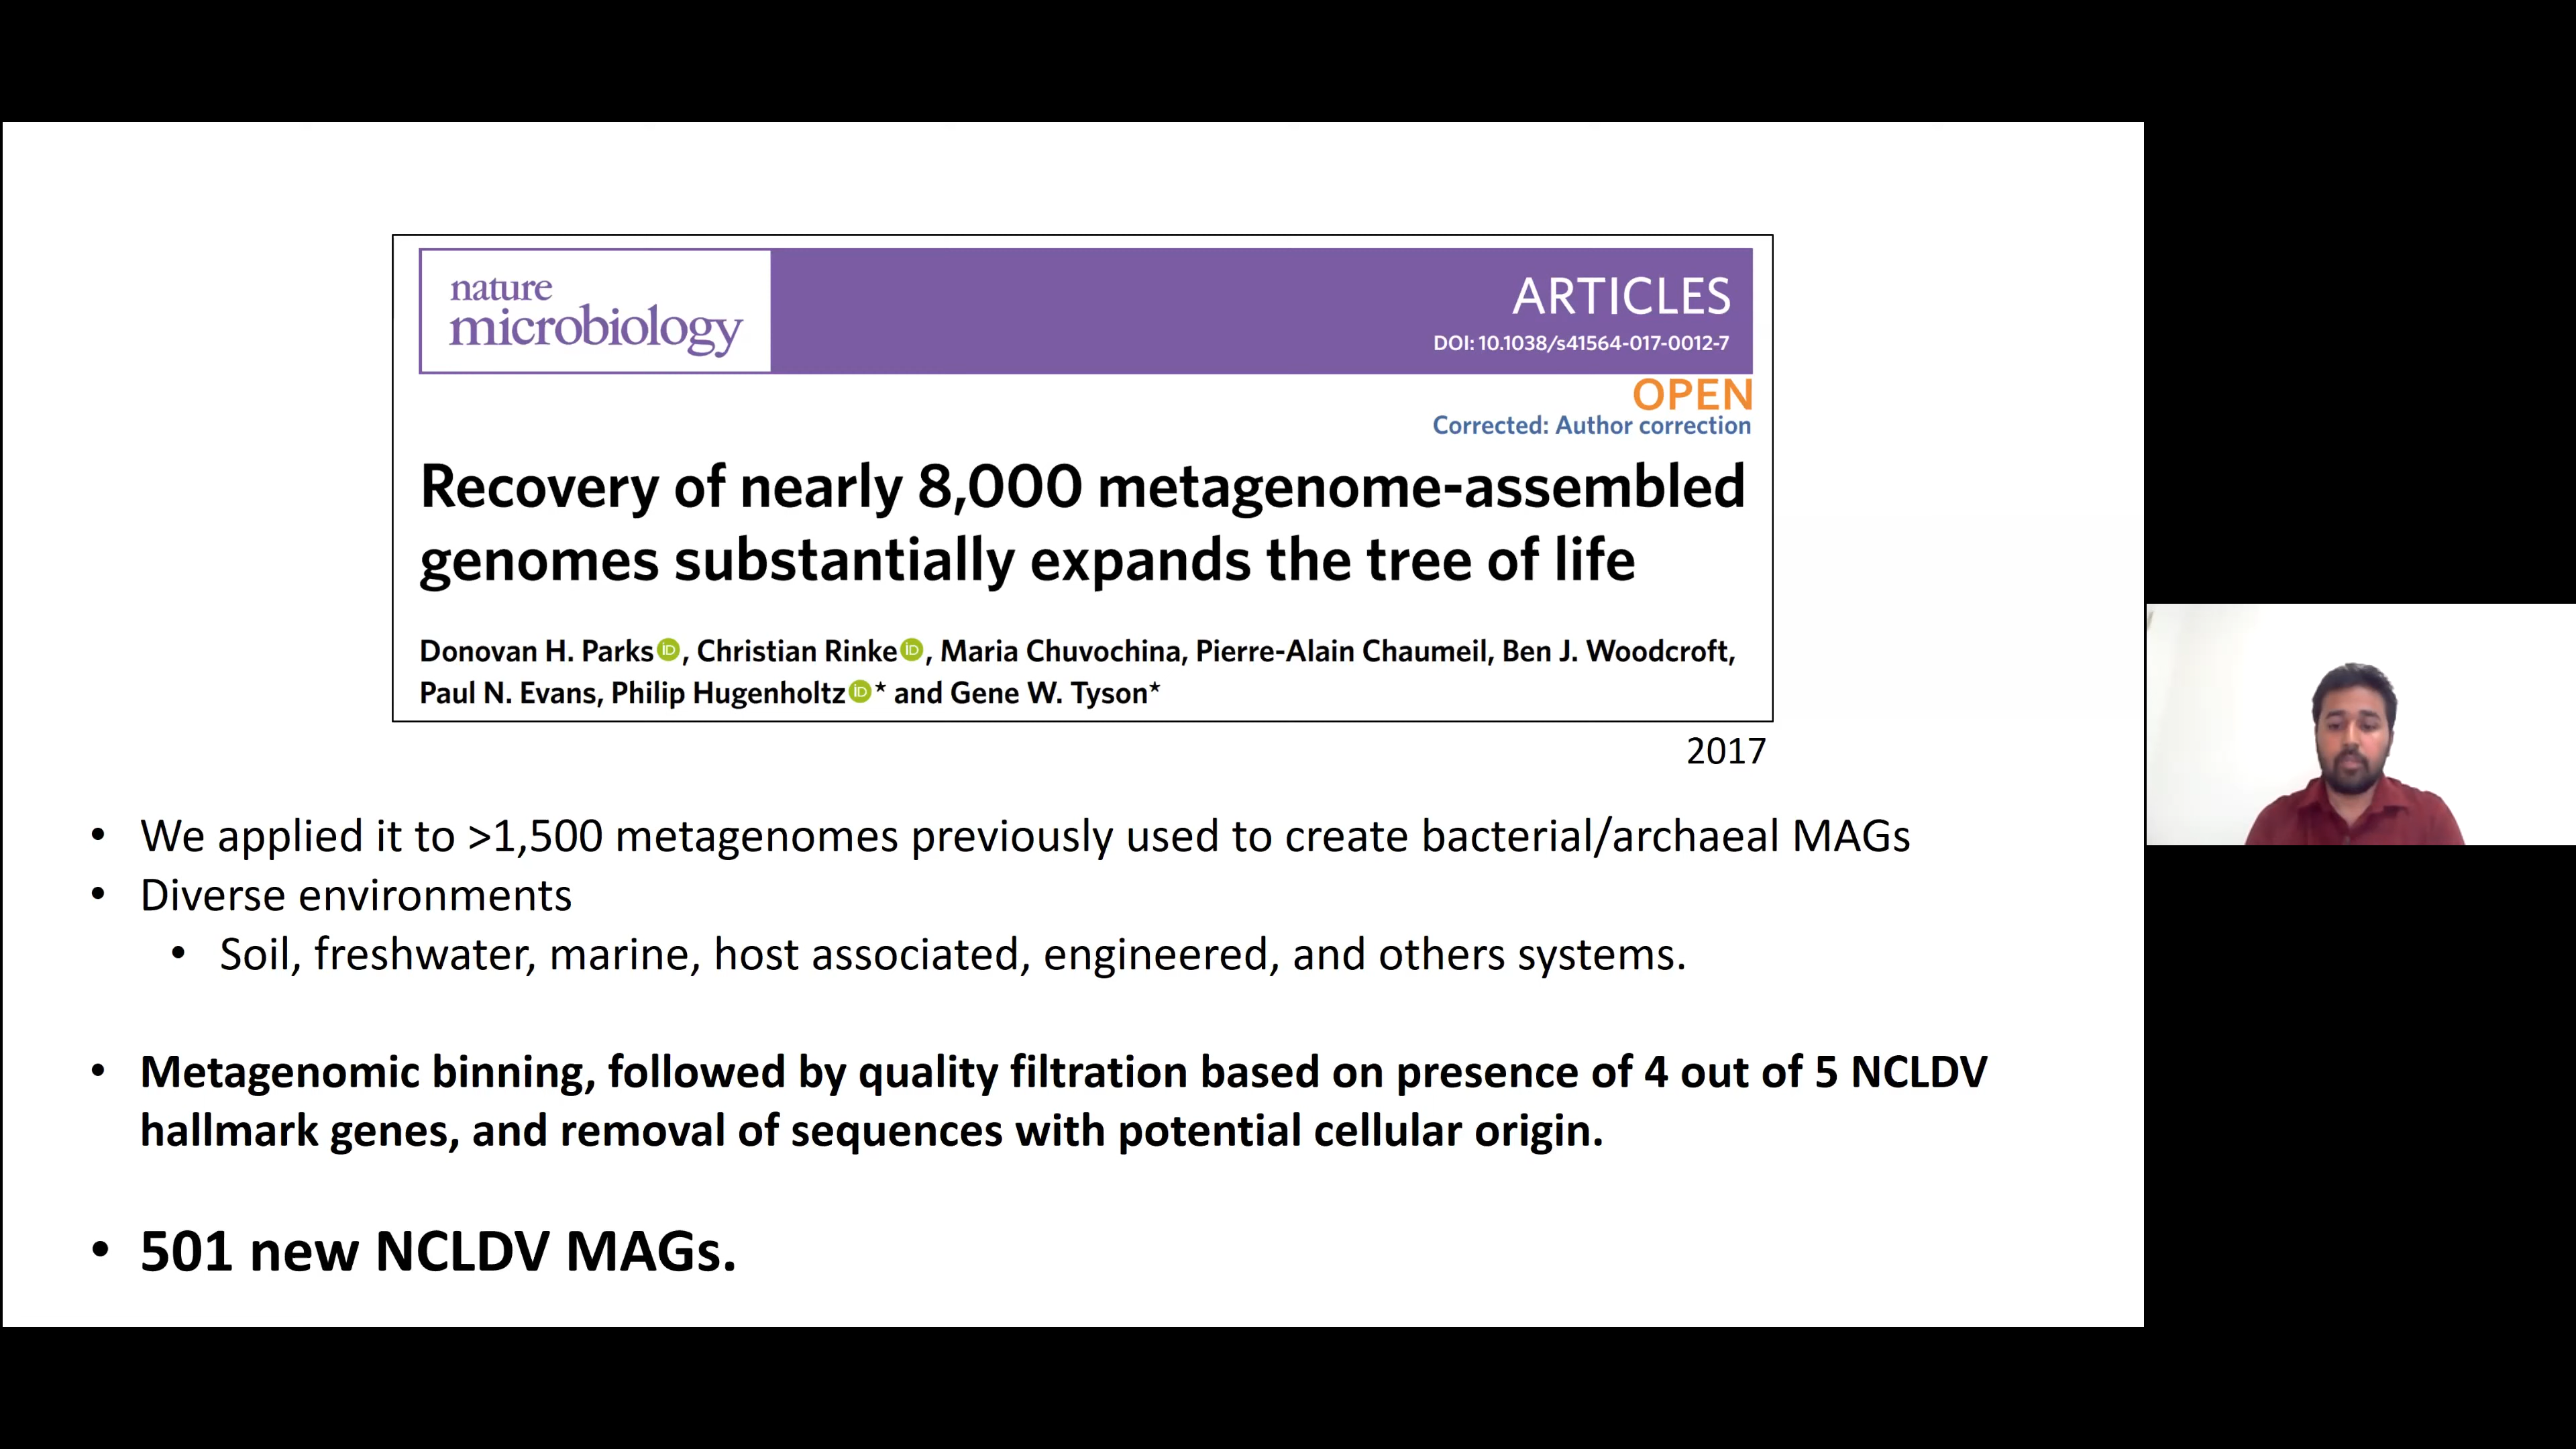 nature
microbiology
ARTICLES
DOI: 10.1038/s41564-017-0012-7
OPEN
Corrected: Author correction
Recovery of nearly 8,000 metagenome-assembled
genomes substantially expands the tree of life
Donovan H. Parks iD, Christian Rinke iD, Maria Chuvochina, Pierre-Alain Chaumeil, Ben J. Woodcroft,
Paul N. Evans, Philip Hugenholtz iD* and Gene W. Tyson*
2017
• We applied it to >1,500 metagenomes previously used to create bacterial/archaeal MAGs
• Diverse environments
• Soil, freshwater, marine, host associated, engineered, and others systems.
• Metagenomic binning, followed by quality filtration based on presence of 4 out of 5 NCLDV
hallmark genes, and removal of sequences with potential cellular origin.
• 501 new NCLDV MAGs.